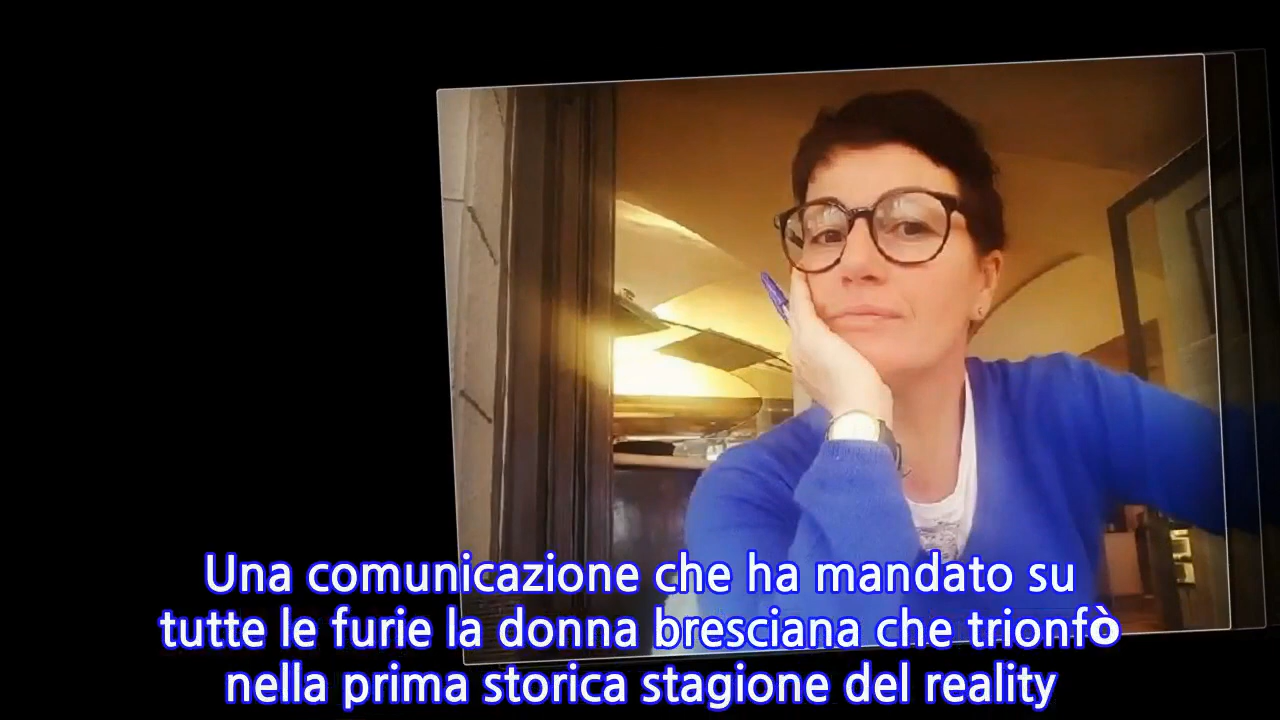 Una comunicazione che ha mandato su
tutte le furie la donna bresciana che trionfò
nella prima storica stagione del reality